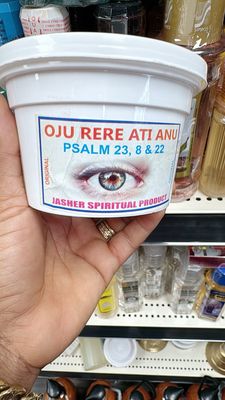 OJU RERE ATI ANU
PSALM 23, 8 & 22
ORIGINAL
JASHER SPIRITUAL PRODUCT